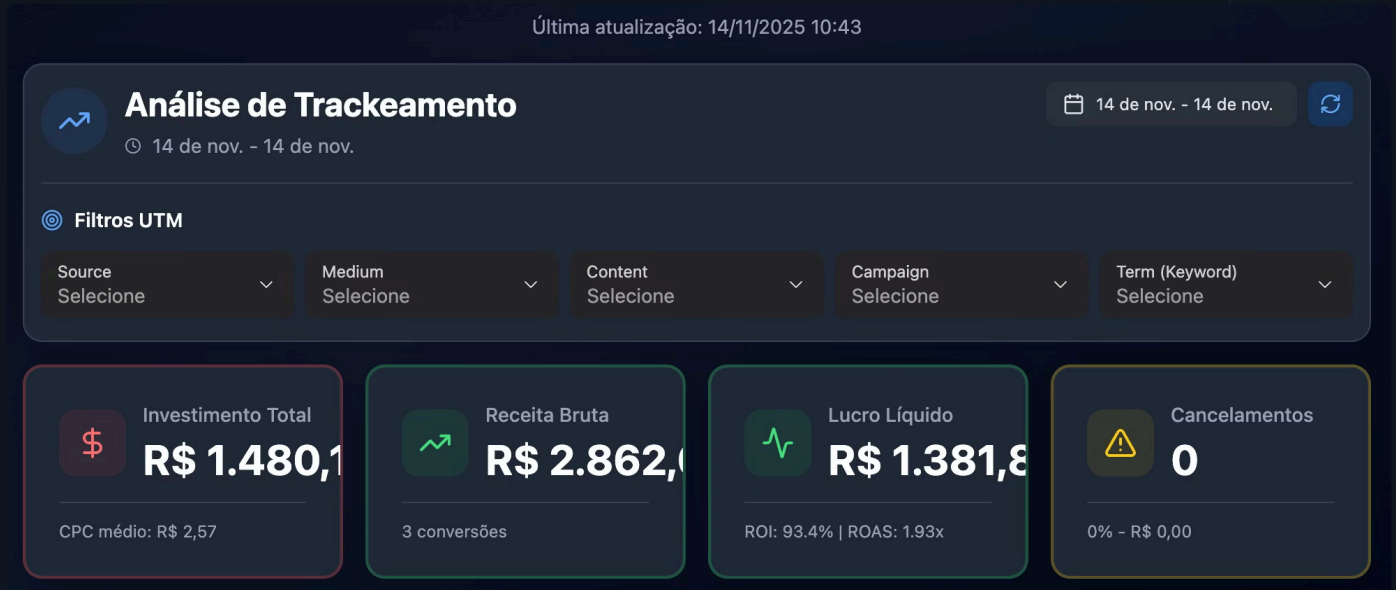 Última atualização: 14/11/2025 10:43
Análise de Trackeamento
14 de nov. - 14 de nov.
14 de nov. - 14 de nov.
Filtros UTM
Source
Selecione
Medium
Selecione
Content
Selecione
Campaign
Selecione
Term (Keyword)
Selecione
Investimento Total
R$ 1.480,1
CPC médio: R$ 2,57
Receita Bruta
R$ 2.862,
3 conversões
Lucro Líquido
R$ 1.381,8
ROI: 93.4% | ROAS: 1.93x
Cancelamentos
0
0% - R$ 0,00